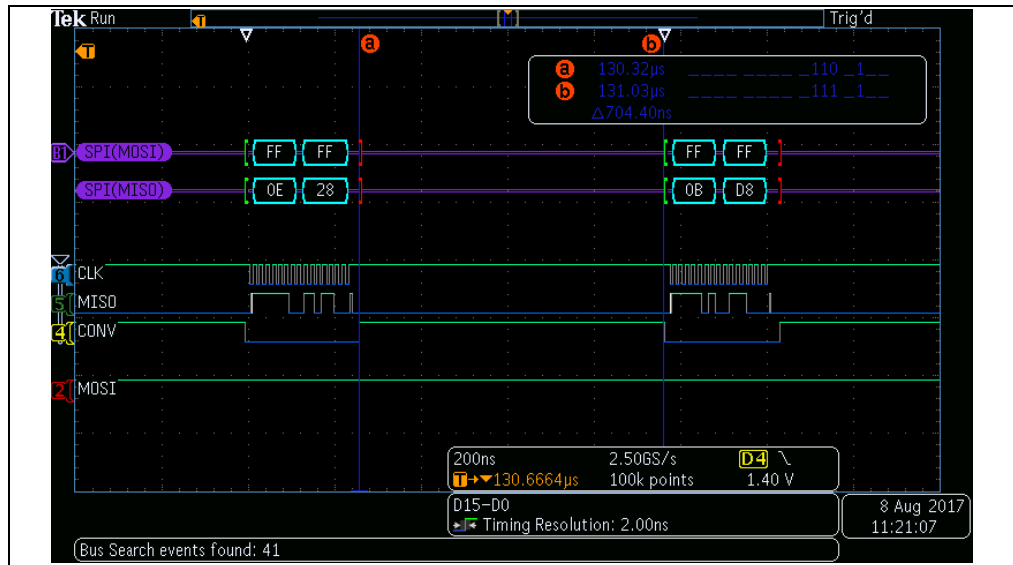 Tek Run T [T] Trig'd
T a b
a 130.32µs ____ ____ _110 _1__
b 131.03µs ____ ____ _111 _1__
△704.40ns
B1 SPI(MOSI) FF FF FF FF
SPI(MISO) 0E 28 0B D8
6 CLK
5 MISO
4 CONV
2 MOSI
200ns 2.50GS/s D4 \
T→▼130.6664µs 100k points 1.40 V
D15-D0
Timing Resolution: 2.00ns
8 Aug 2017
11:21:07
Bus Search events found: 41